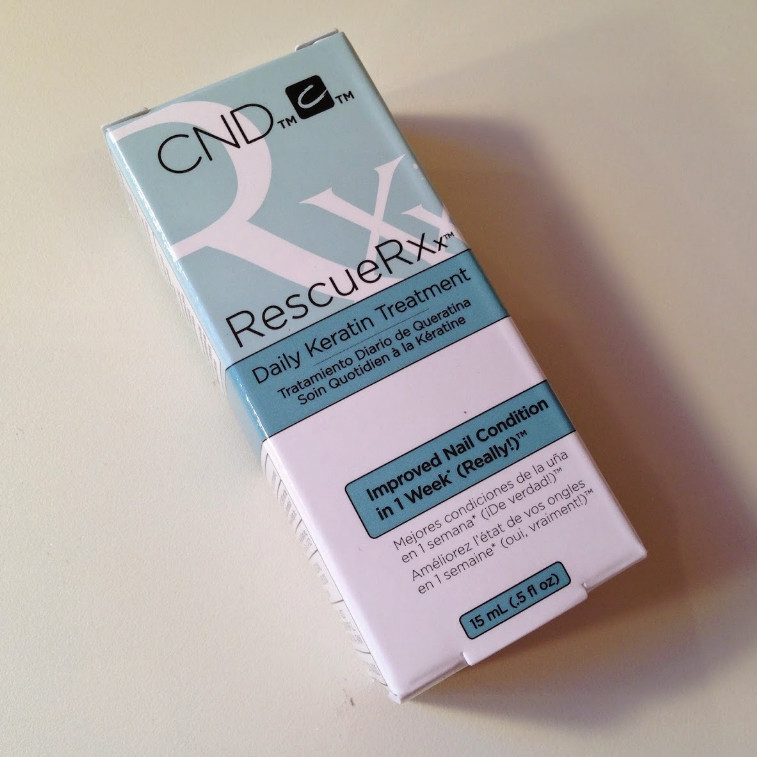 CND™ ™
Rxx
RescueRxx™
Daily Keratin Treatment
Tratamiento Diario de Queratina
Soin Quotidien à la Kératine
Improved Nail Condition
in 1 Week* (Really!)™
Mejores condiciones de la uña
en 1 semana* (¡De verdad!)™
Améliorez l'état de vos ongles
en 1 semaine* (oui, vraiment!)™
15 mL (.5 fl oz)